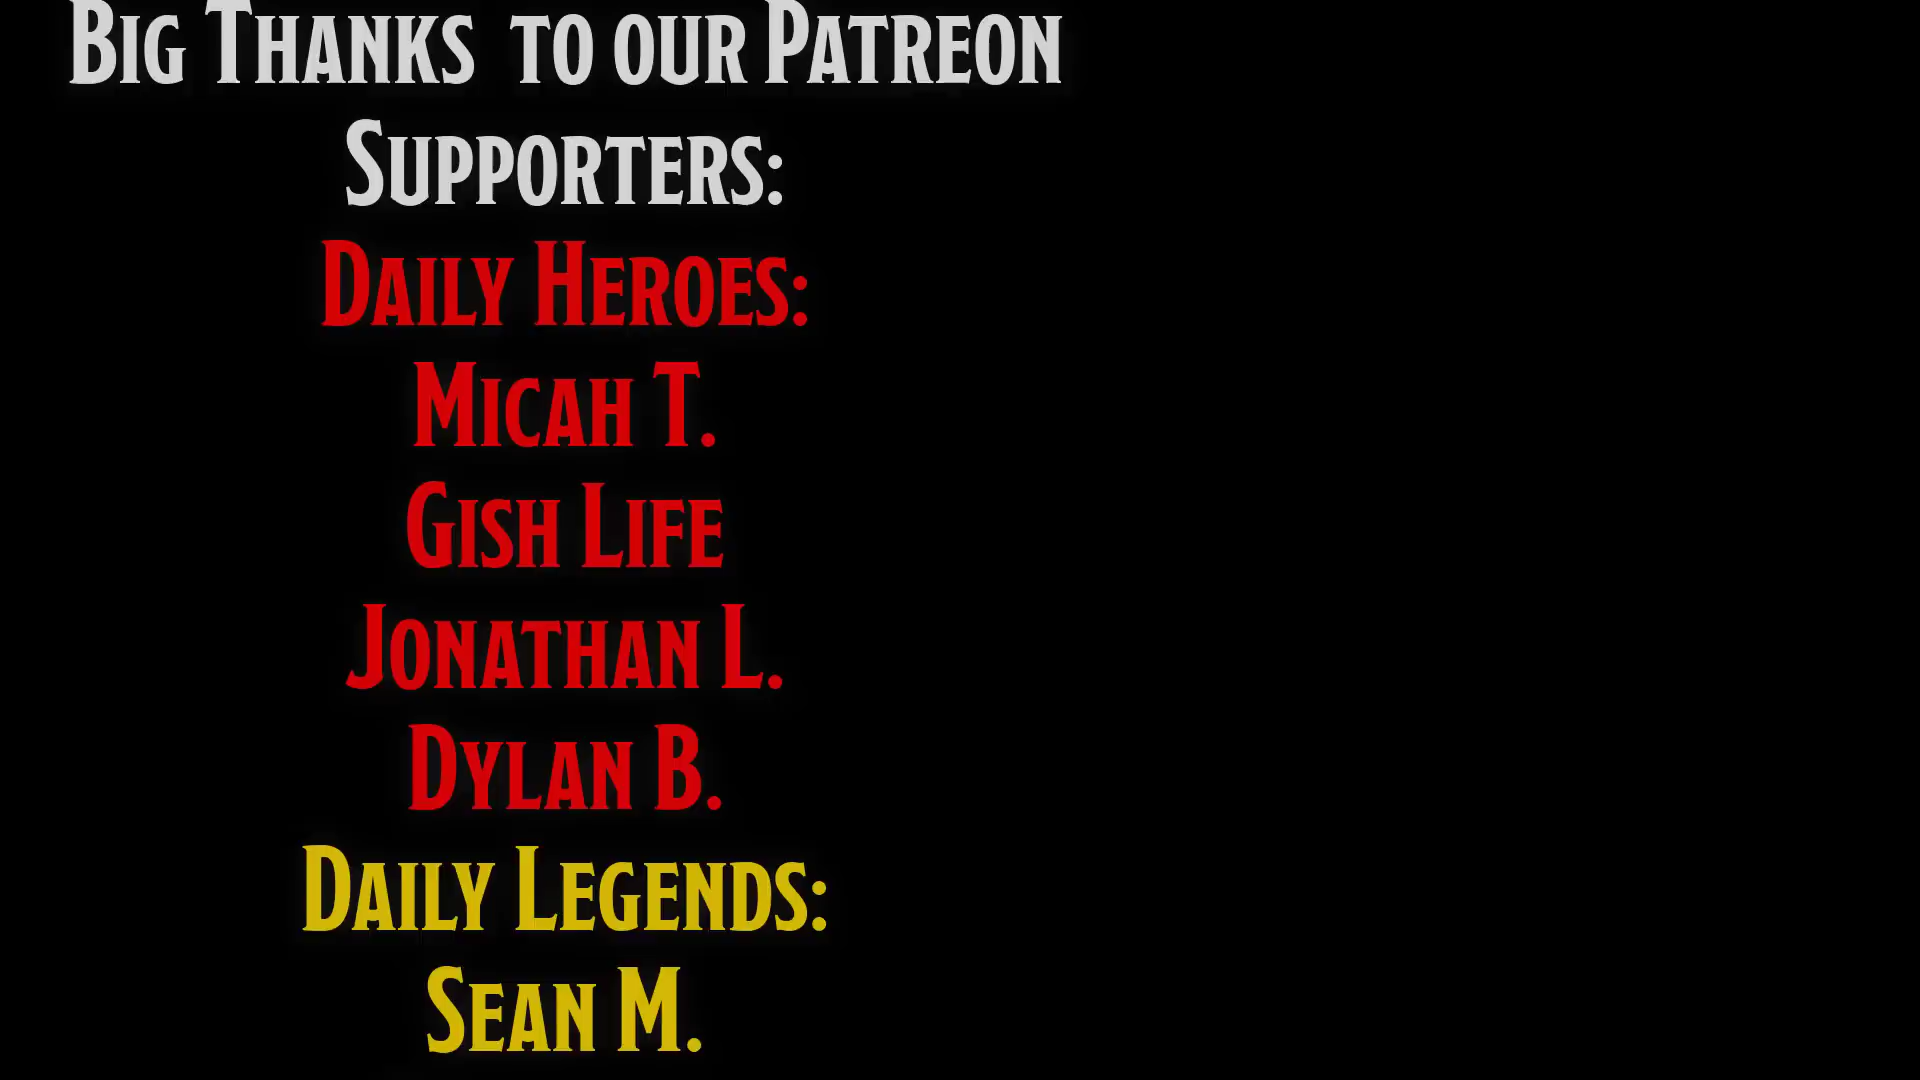 Big Thanks to our Patreon
Supporters:
Daily Heroes:
Micah T.
Gish Life
Jonathan L.
Dylan B.
Daily Legends:
Sean M.